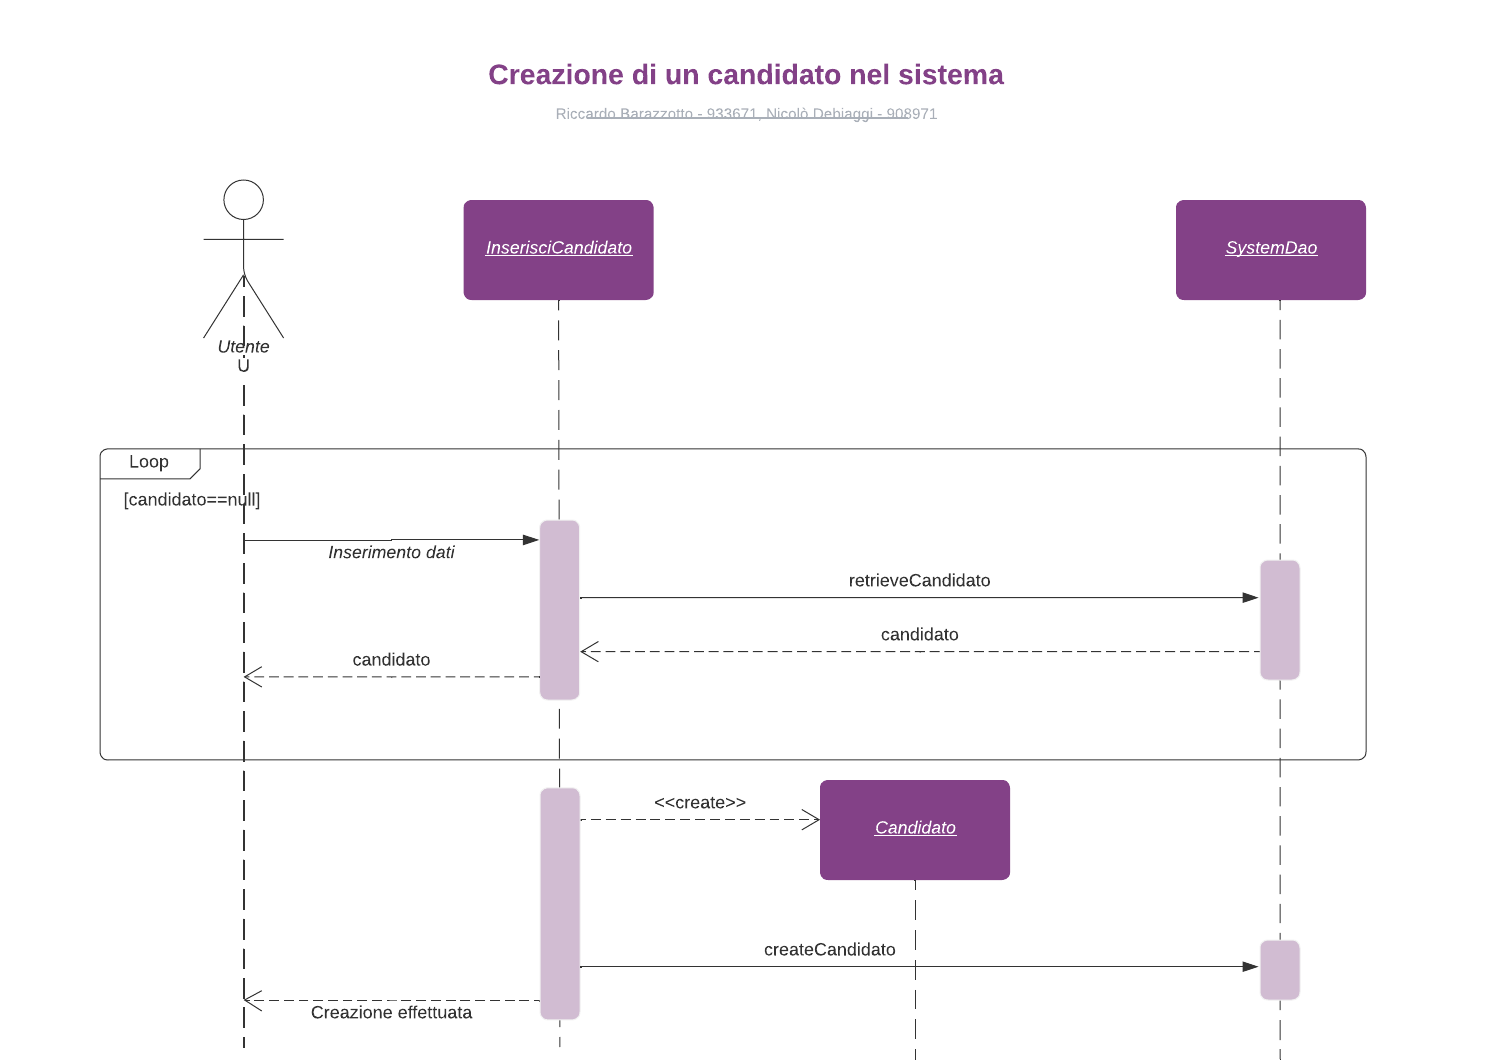 Creazione di un candidato nel sistema
Riccardo Barazzotto - 933671, Nicolò Debiaggi - 908971
InserisciCandidato
SystemDao
Utente
U
Loop
[candidato==null]
Inserimento dati
retrieveCandidato
candidato
candidato
<<create>>
Candidato
createCandidato
Creazione effettuata